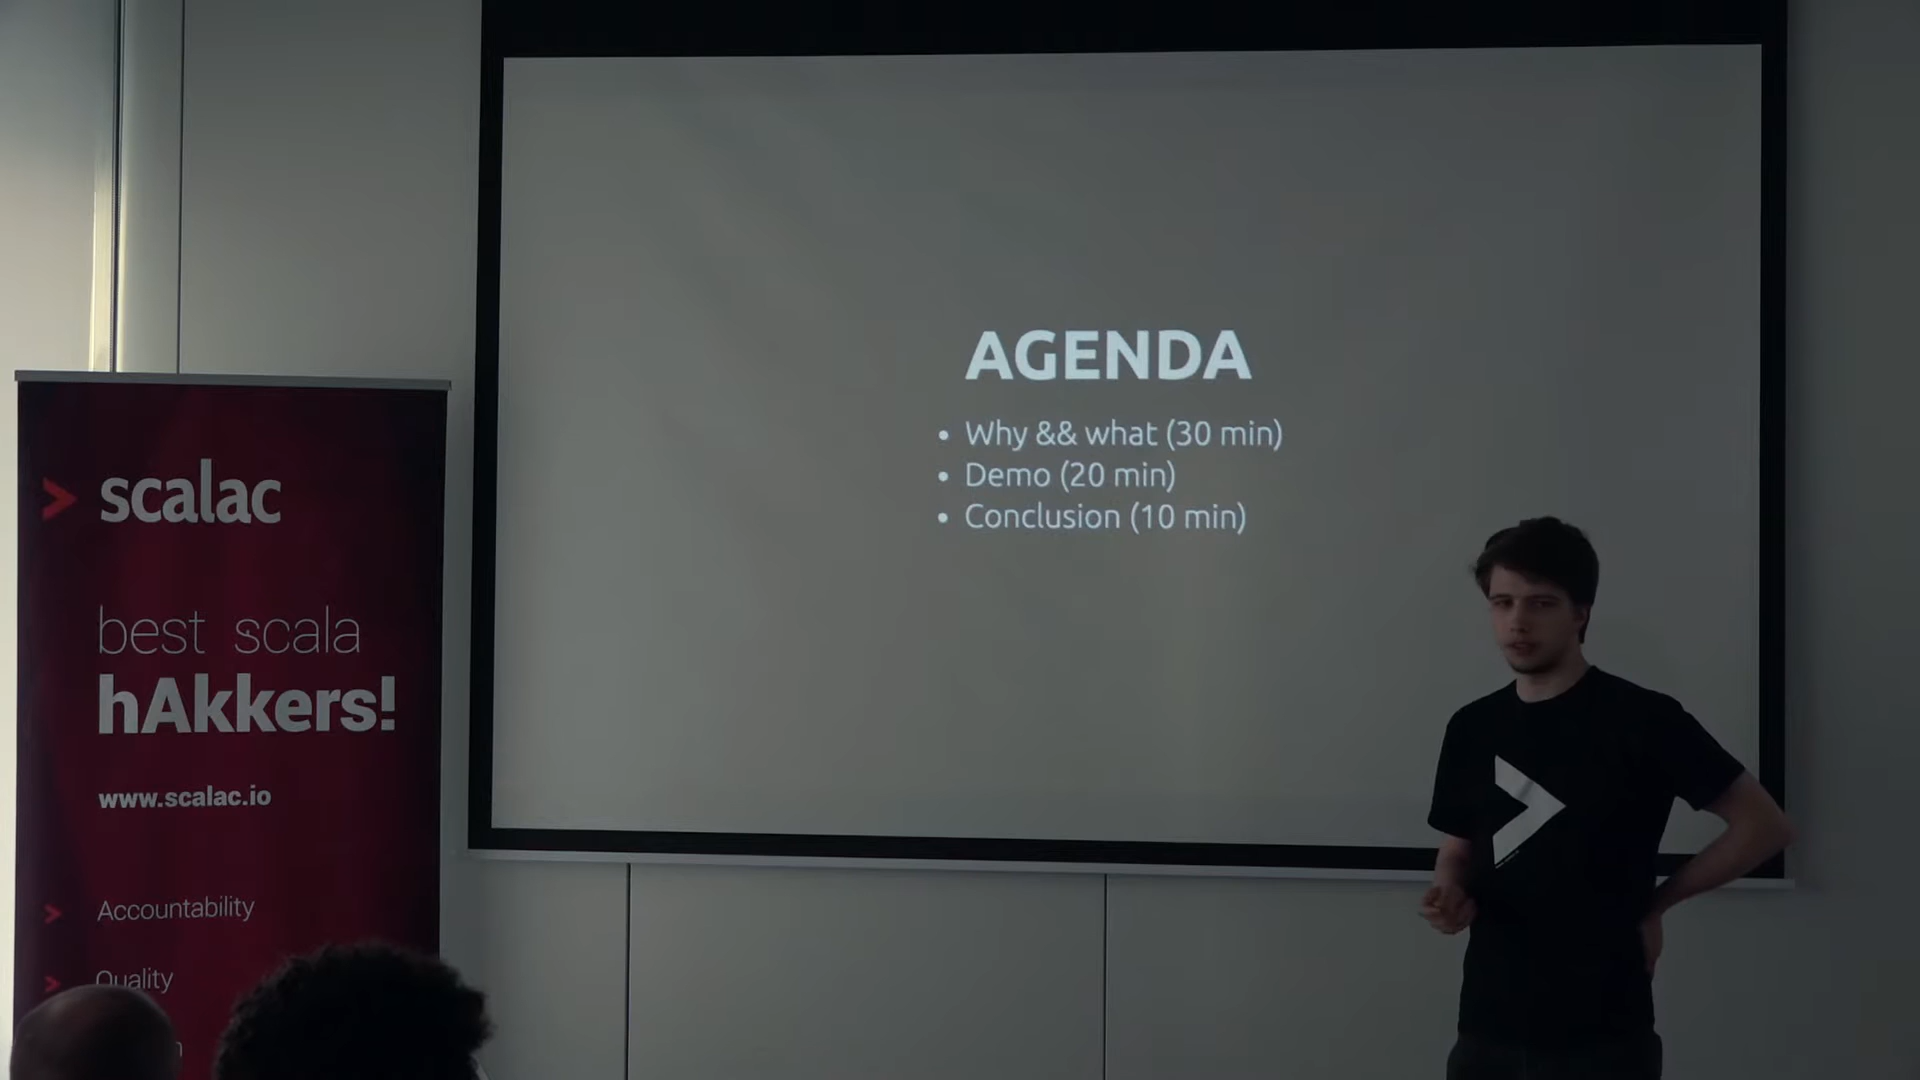 AGENDA
• Why && what (30 min)
• Demo (20 min)
• Conclusion (10 min)
scalac
best scala
hAkkers!
www.scalac.io
Accountability
Quality